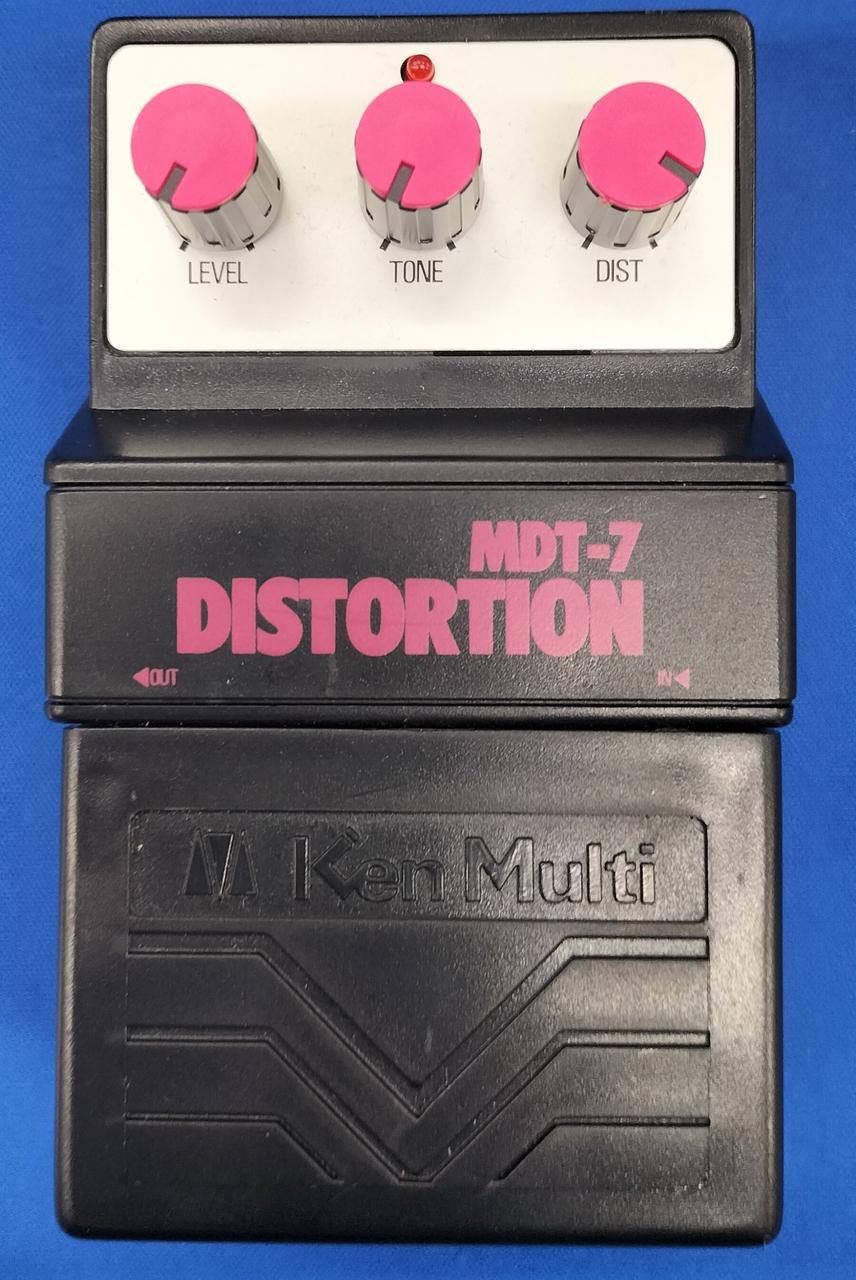 LEVEL TONE DIST
MDT-7
DISTORTION
OUT IN
Ken Multi